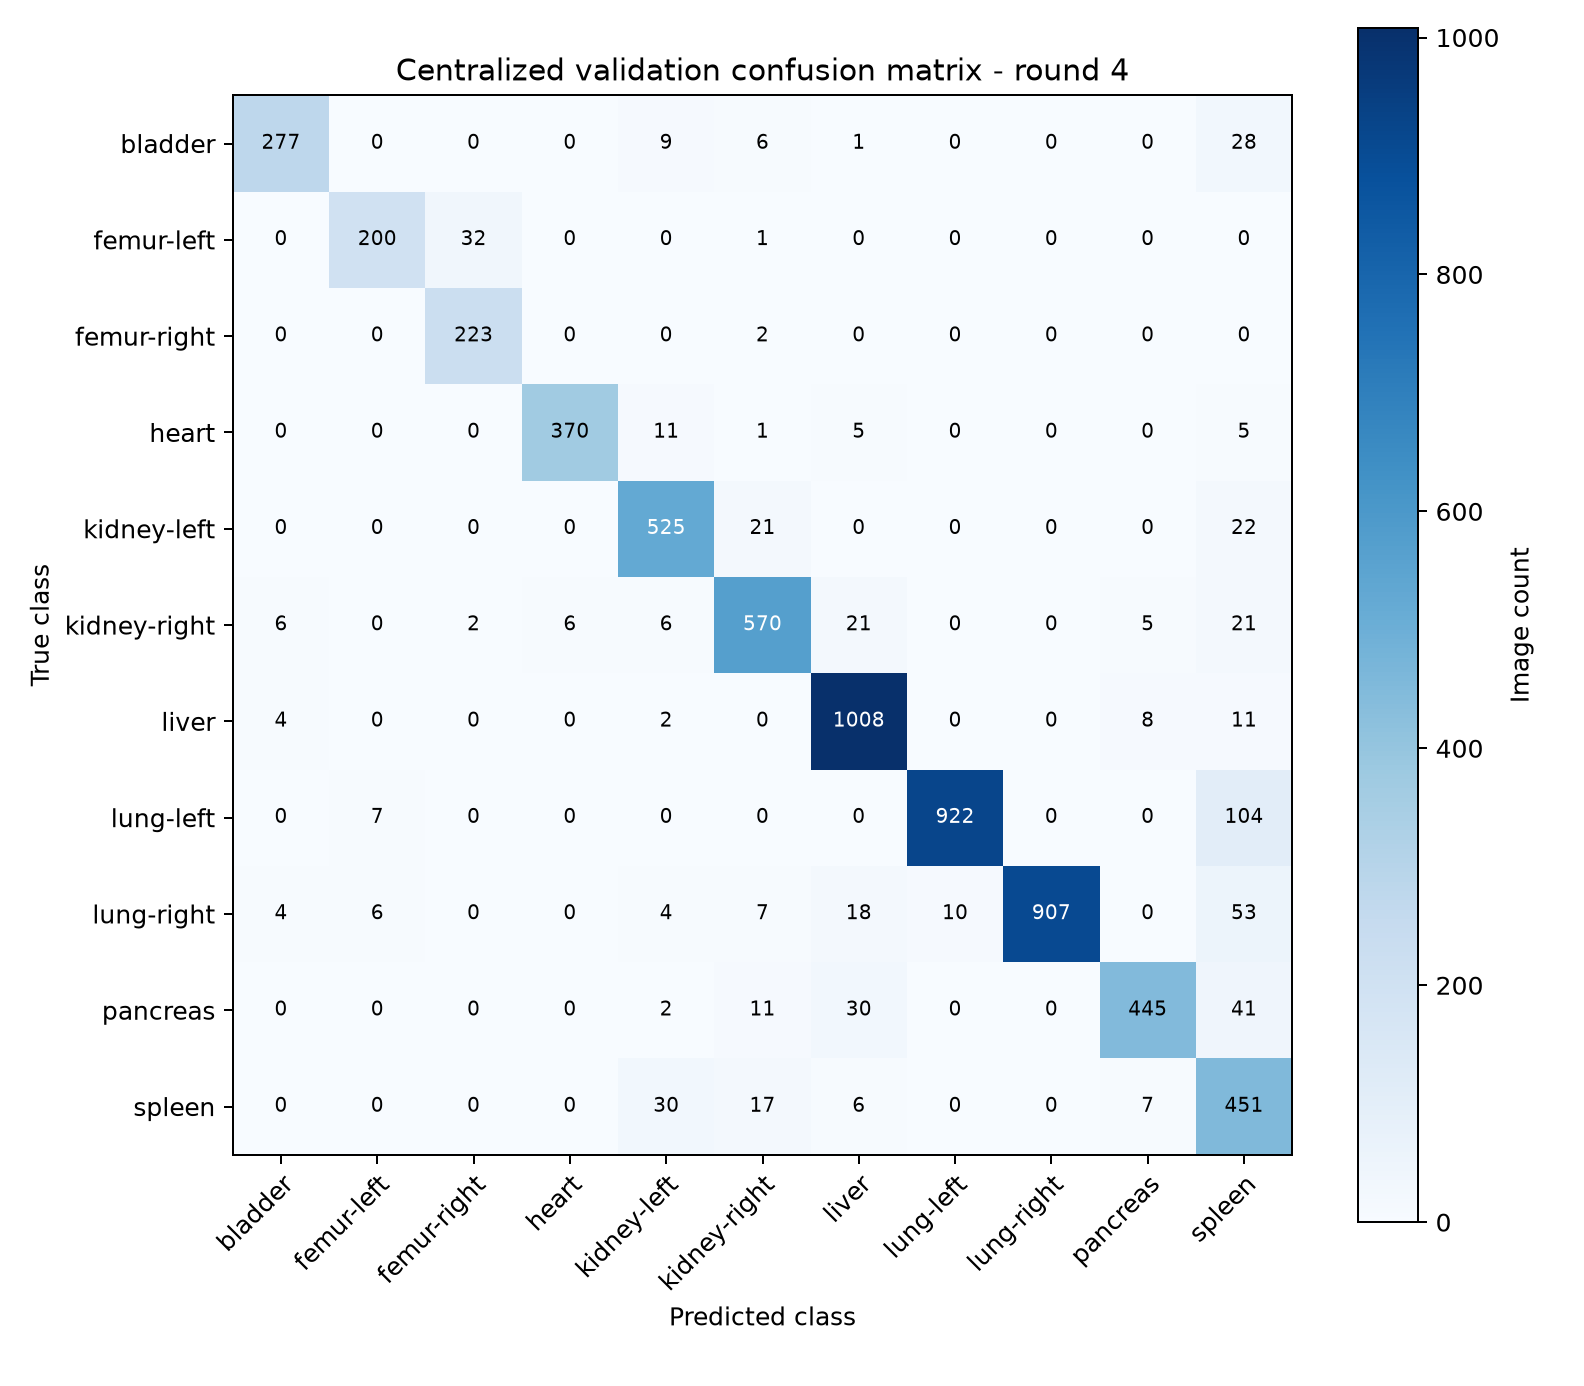 Centralized validation confusion matrix - round 4
bladder 277 0 0 0 9 6 1 0 0 0 28
femur-left 0 200 32 0 0 1 0 0 0 0 0
femur-right 0 0 223 0 0 2 0 0 0 0 0
heart 0 0 0 370 11 1 5 0 0 0 5
kidney-left 0 0 0 0 525 21 0 0 0 0 22
kidney-right 6 0 2 6 6 570 21 0 0 5 21
liver 4 0 0 0 2 0 1008 0 0 8 11
lung-left 0 7 0 0 0 0 0 922 0 0 104
lung-right 4 6 0 0 4 7 18 10 907 0 53
pancreas 0 0 0 0 2 11 30 0 0 445 41
spleen 0 0 0 0 30 17 6 0 0 7 451
bladder femur-left femur-right heart kidney-left kidney-right liver lung-left lung-right pancreas spleen
Predicted class
True class
1000
800
600
400
200
0
Image count